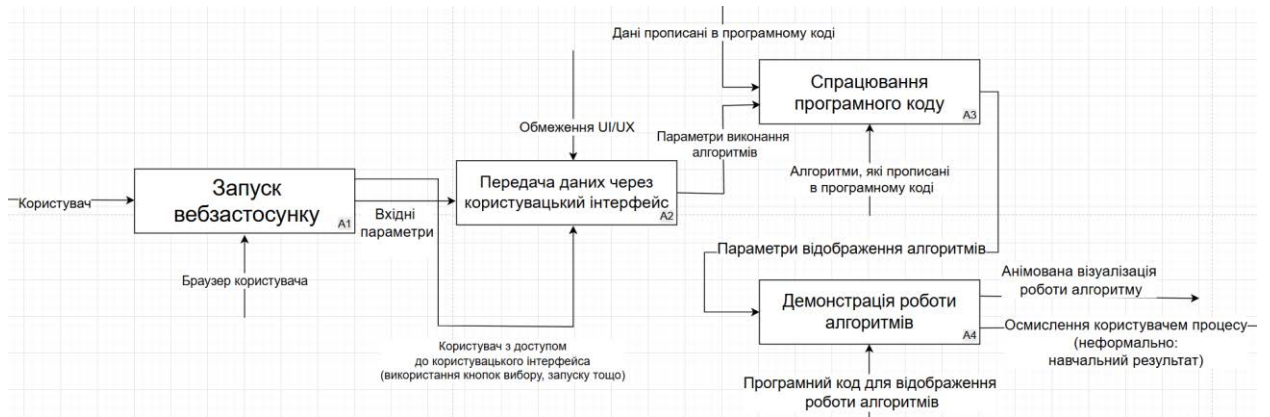 Дані прописані в програмному коді
Спрацювання
програмного коду
A3
Обмеження UI/UX
Параметри виконання
алгоритмів
Запуск
вебзастосунку
A1
Передача даних через
користувацький інтерфейс
A2
Алгоритми, які прописані
в програмному коді
Користувач
Вхідні
параметри
Браузер користувача
Параметри відображення алгоритмів
Анімована візуалізація
роботи алгоритму
Демонстрація роботи
алгоритмів
A4
Осмислення користувачем процесу
(неформально:
навчальний результат)
Користувач з доступом
до користувацького інтерфейса
(використання кнопок вибору, запуску тощо)
Програмний код для відображення
роботи алгоритмів